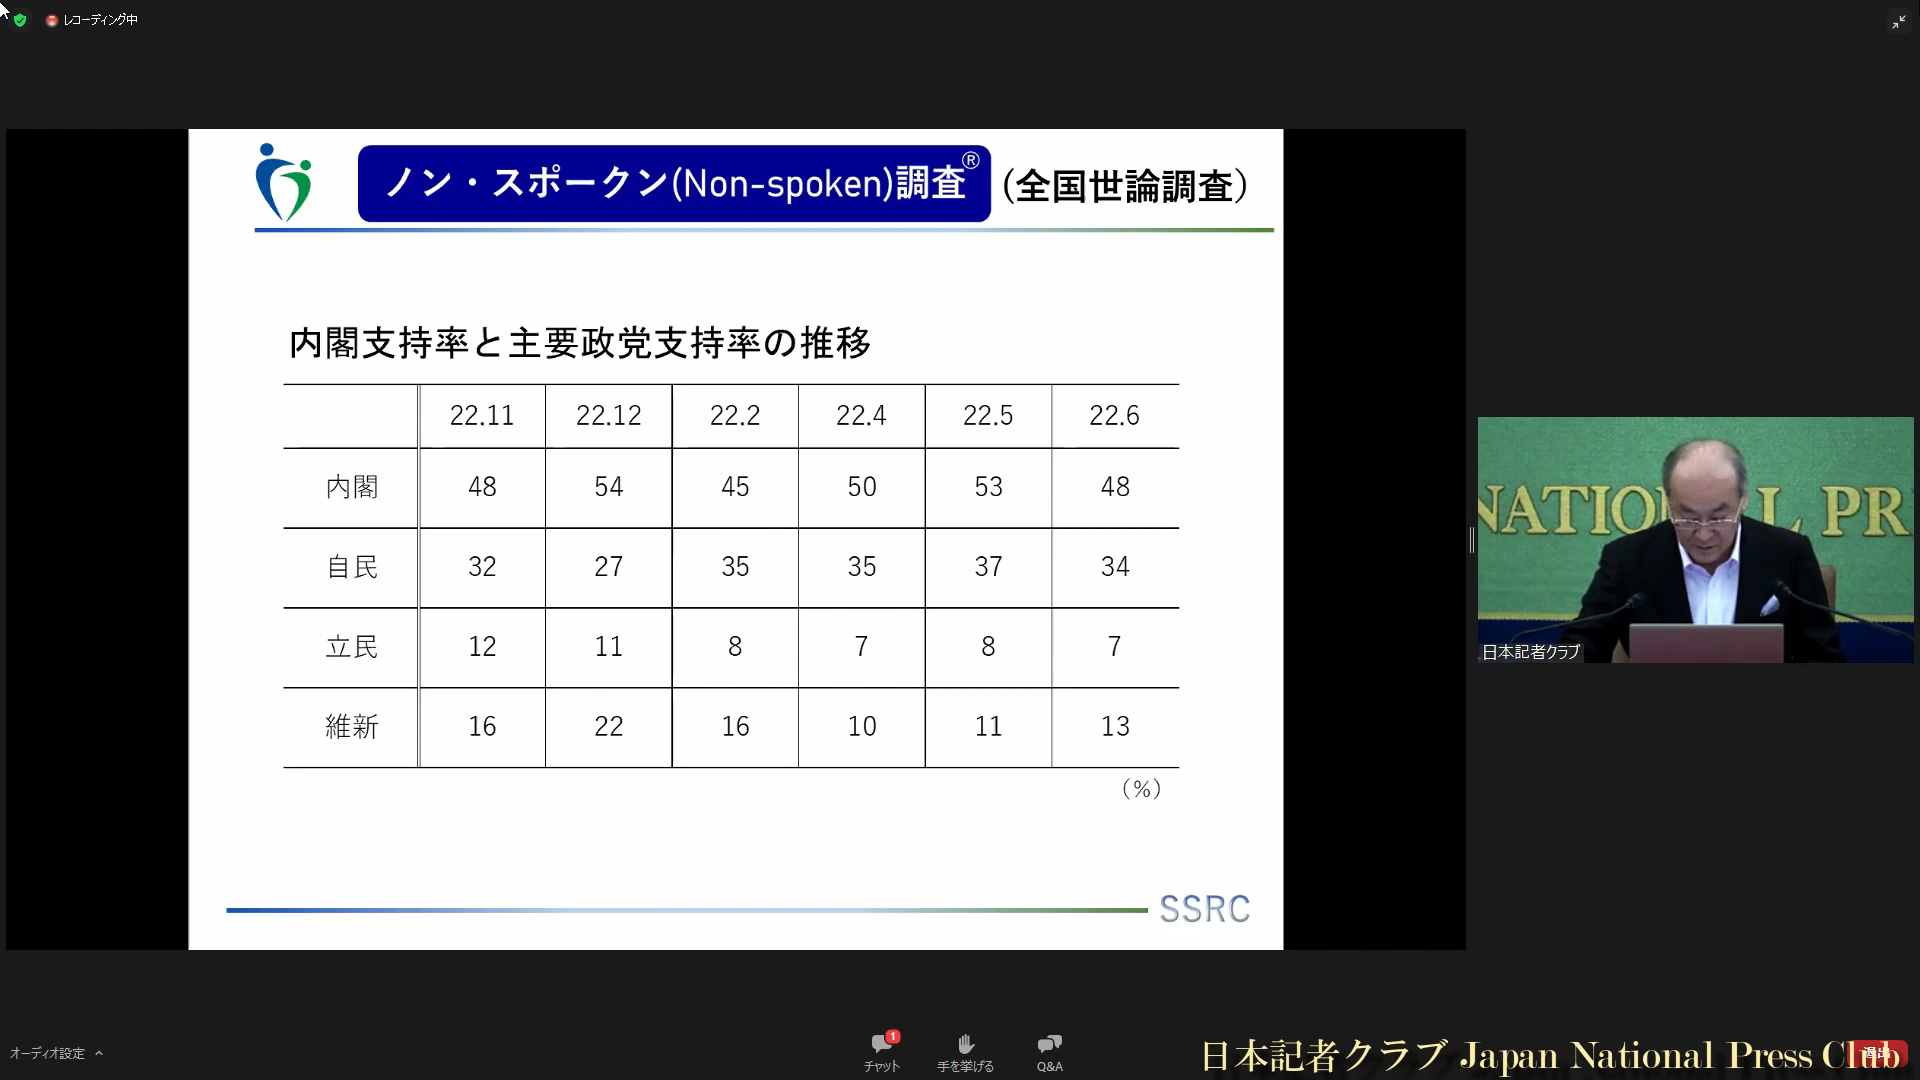 レコーディング中
ノン・スポークン(Non-spoken)調査® (全国世論調査)
内閣支持率と主要政党支持率の推移
22.11 22.12 22.2 22.4 22.5 22.6
内閣 48 54 45 50 53 48
自民 32 27 35 35 37 34
立民 12 11 8 7 8 7
維新 16 22 16 10 11 13
(%)
SSRC
NATIO L PR
日本記者クラブ
オーディオ設定
1
チャット
手を挙げる
Q&A
日本記者クラブ Japan National Press Club
退出